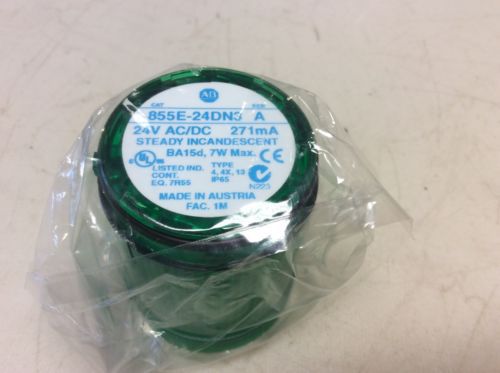 AB
CAT SER
855E-24DN3 A
24V AC/DC 271mA
STEADY INCANDESCENT
BA15d, 7W Max.
UL
LISTED IND.
CONT.
EQ. 7R55
TYPE
4, 4X, 13
IP65
CE
N223
MADE IN AUSTRIA
FAC. 1M